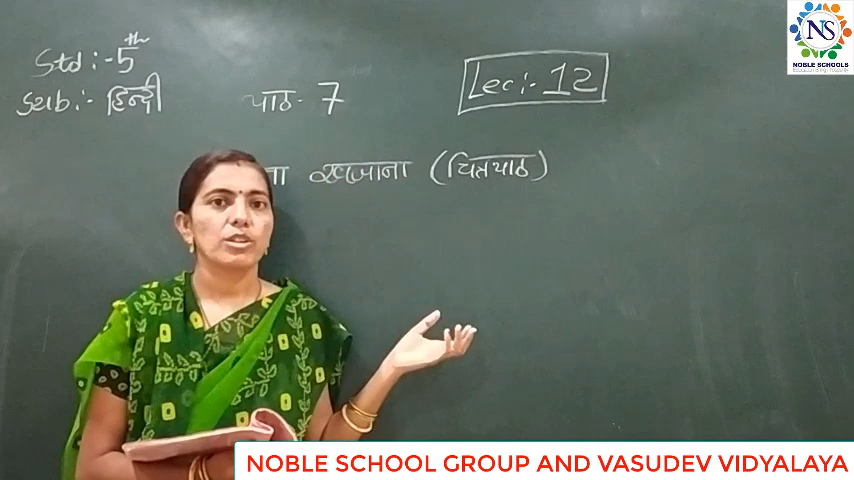 Std :- 5th
Sub :- हिन्दी
पाठ - 7
Lec :- 12
खजाना (चित्रपाठ)
NS
NOBLE SCHOOLS
NOBLE SCHOOL GROUP AND VASUDEV VIDYALAYA